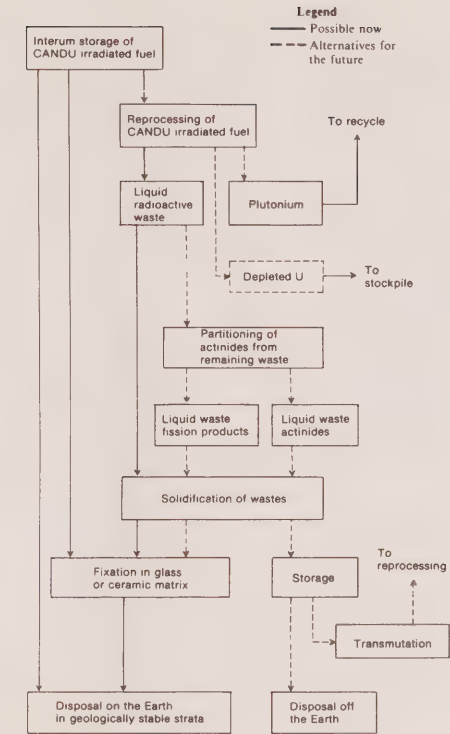 Legend
Possible now
Alternatives for
the future
Interum storage of
CANDU irradiated fuel
Reprocessing of
CANDU irradiated fuel
To recycle
Liquid
radioactive
waste
Plutonium
Depleted U
To
stockpile
Partitioning of
actinides from
remaining waste
Liquid waste
fission products
Liquid waste
actinides
Solidification of wastes
To
reprocessing
Fixation in glass
or ceramic matrix
Storage
Transmutation
Disposal on the Earth
in geologically stable strata
Disposal off
the Earth